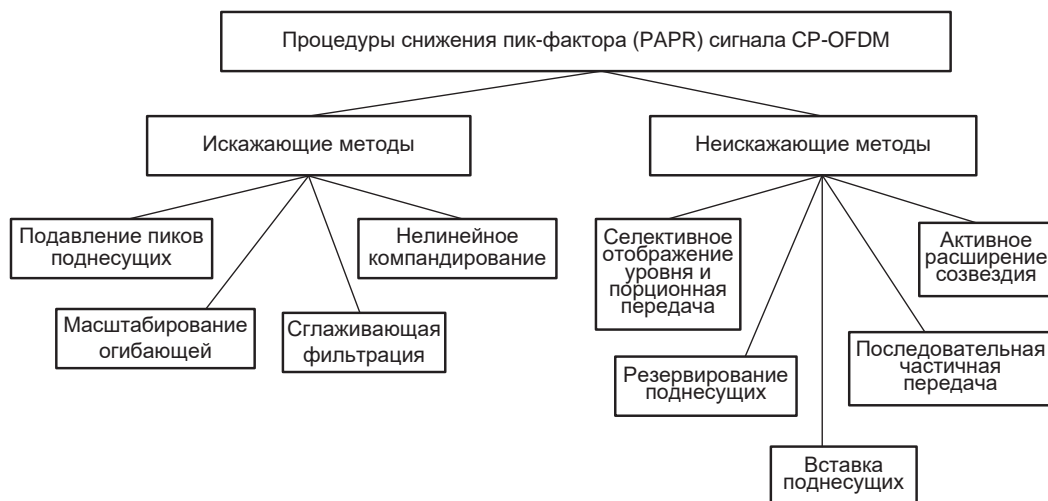 Процедуры снижения пик-фактора (PAPR) сигнала CP-OFDM
Искажающие методы
Неискажающие методы
Подавление пиков
поднесущих
Масштабирование
огибающей
Сглаживающая
фильтрация
Нелинейное
компандирование
Селективное
отображение
уровня и
порционная
передача
Резервирование
поднесущих
Вставка
поднесущих
Последовательная
частичная
передача
Активное
расширение
созвездия